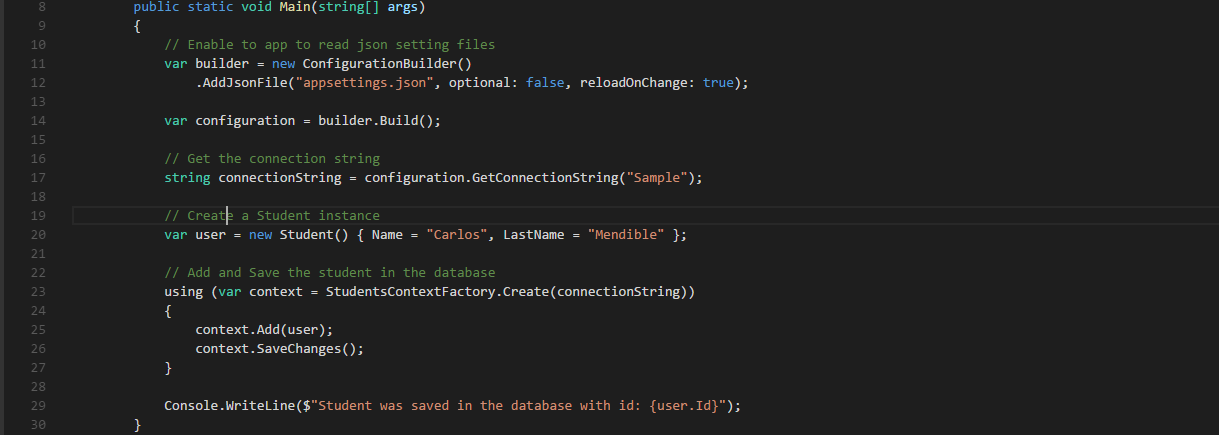 8 public static void Main(string[] args)
9 {
10 // Enable to app to read json setting files
11 var builder = new ConfigurationBuilder()
12 .AddJsonFile("appsettings.json", optional: false, reloadOnChange: true);
13
14 var configuration = builder.Build();
15
16 // Get the connection string
17 string connectionString = configuration.GetConnectionString("Sample");
18
19 // Create a Student instance
20 var user = new Student() { Name = "Carlos", LastName = "Mendible" };
21
22 // Add and Save the student in the database
23 using (var context = StudentsContextFactory.Create(connectionString))
24 {
25 context.Add(user);
26 context.SaveChanges();
27 }
28
29 Console.WriteLine($"Student was saved in the database with id: {user.Id}");
30 }